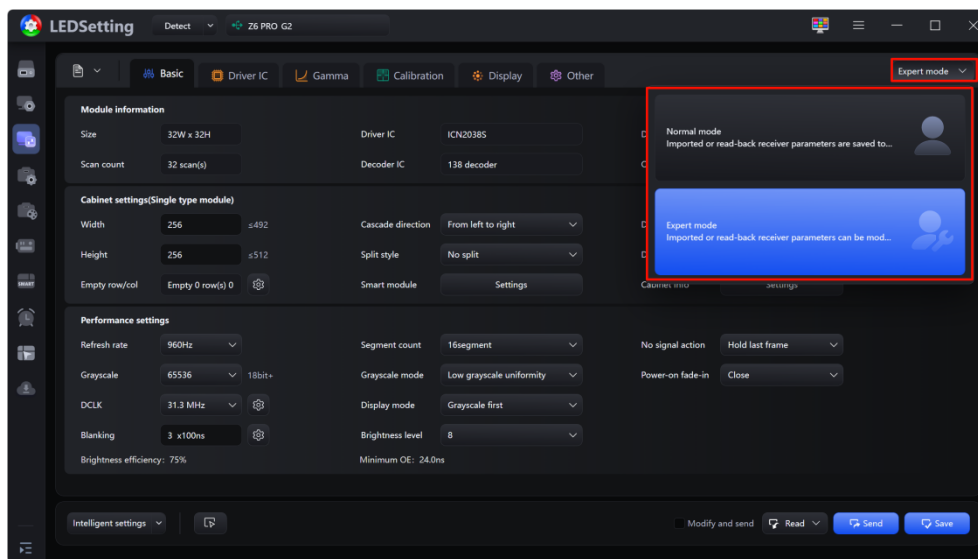 LEDSetting
Detect
Z6 PRO G2
Basic
Driver IC
Gamma
Calibration
Display
Other
Expert mode
Module information
Size 32W x 32H Driver IC ICN2038S
Scan count 32 scan(s) Decoder IC 138 decoder
Normal mode
Imported or read-back receiver parameters are saved to...
Expert mode
Imported or read-back receiver parameters can be mod...
Cabinet settings(Single type module)
Width 256 ≤492 Cascade direction From left to right
Height 256 ≤512 Split style No split
Empty row/col Empty 0 row(s) 0 Smart module Settings Cabinet info Settings
Performance settings
Refresh rate 960Hz Segment count 16segment No signal action Hold last frame
Grayscale 65536 18bit+ Grayscale mode Low grayscale uniformity Power-on fade-in Close
DCLK 31.3 MHz Display mode Grayscale first
Blanking 3 x100ns Brightness level 8
Brightness efficiency: 75% Minimum OE: 24.0ns
Intelligent settings
Modify and send
Read
Send
Save
SMART